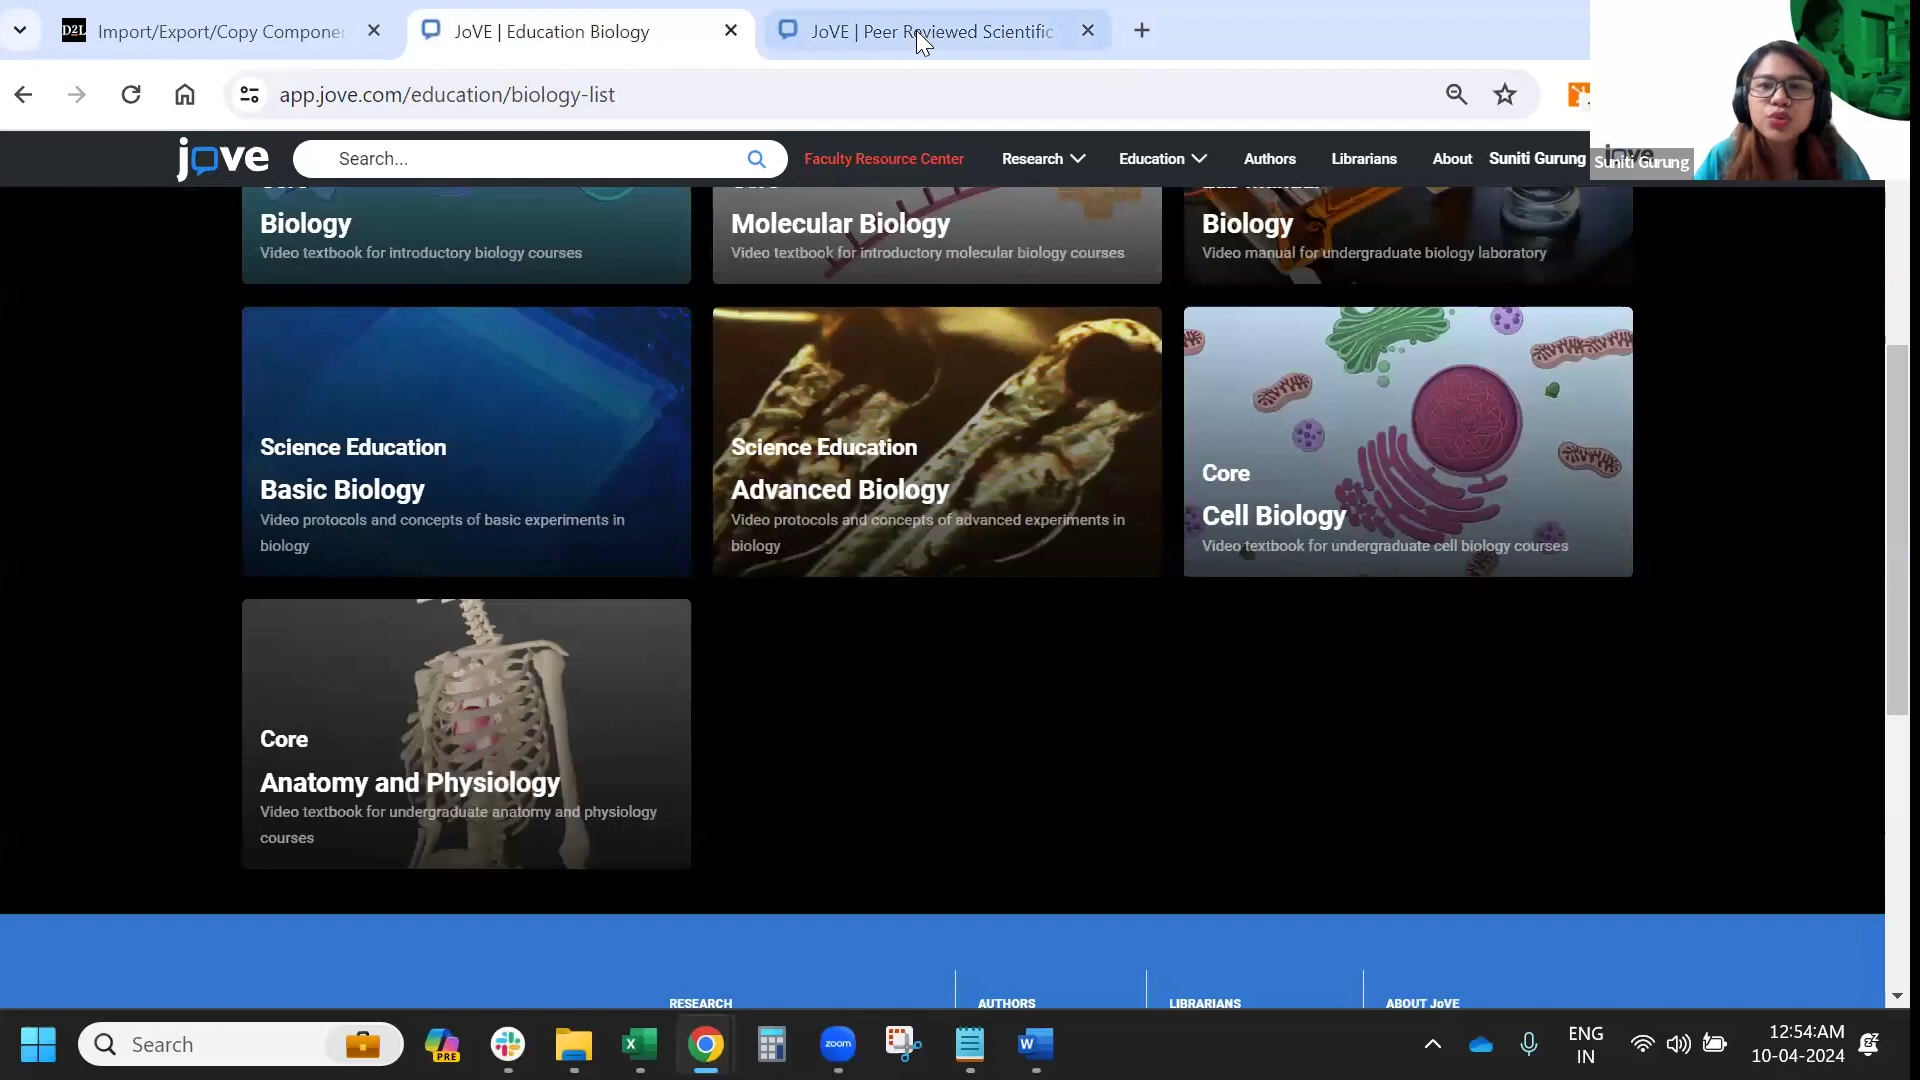 D2L Import/Export/Copy Componen
JoVE | Education Biology
JoVE | Peer Reviewed Scientific
app.jove.com/education/biology-list
jove
Search...
Faculty Resource Center
Research
Education
Authors
Librarians
About
Suniti Gurung
Suniti Gurung
Biology
Video textbook for introductory biology courses
Molecular Biology
Video textbook for introductory molecular biology courses
Biology
Video manual for undergraduate biology laboratory
Science Education
Basic Biology
Video protocols and concepts of basic experiments in
biology
Science Education
Advanced Biology
Video protocols and concepts of advanced experiments in
biology
Core
Cell Biology
Video textbook for undergraduate cell biology courses
Core
Anatomy and Physiology
Video textbook for undergraduate anatomy and physiology
courses
RESEARCH
AUTHORS
LIBRARIANS
ABOUT JoVE
Search
PRE
zoom
ENG
IN
12:54:AM
10-04-2024